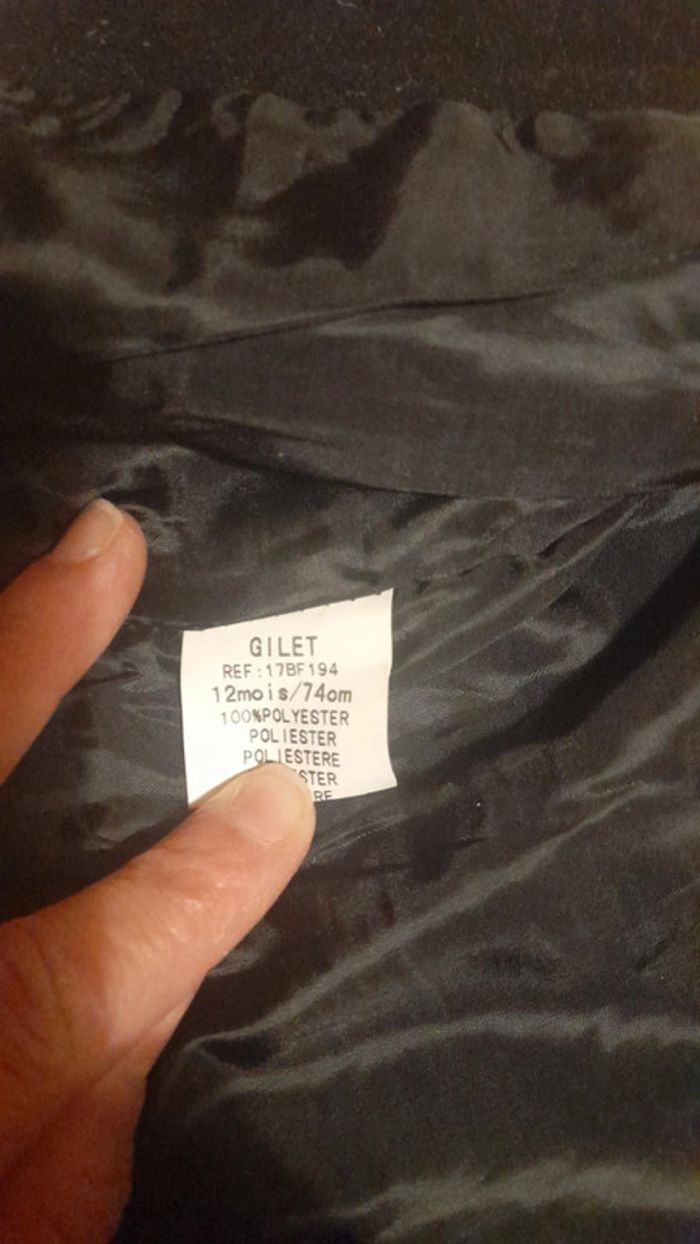 GILET
REF:17BF194
12mois/74cm
100%POLYESTER
POLIESTER
POLIESTERE